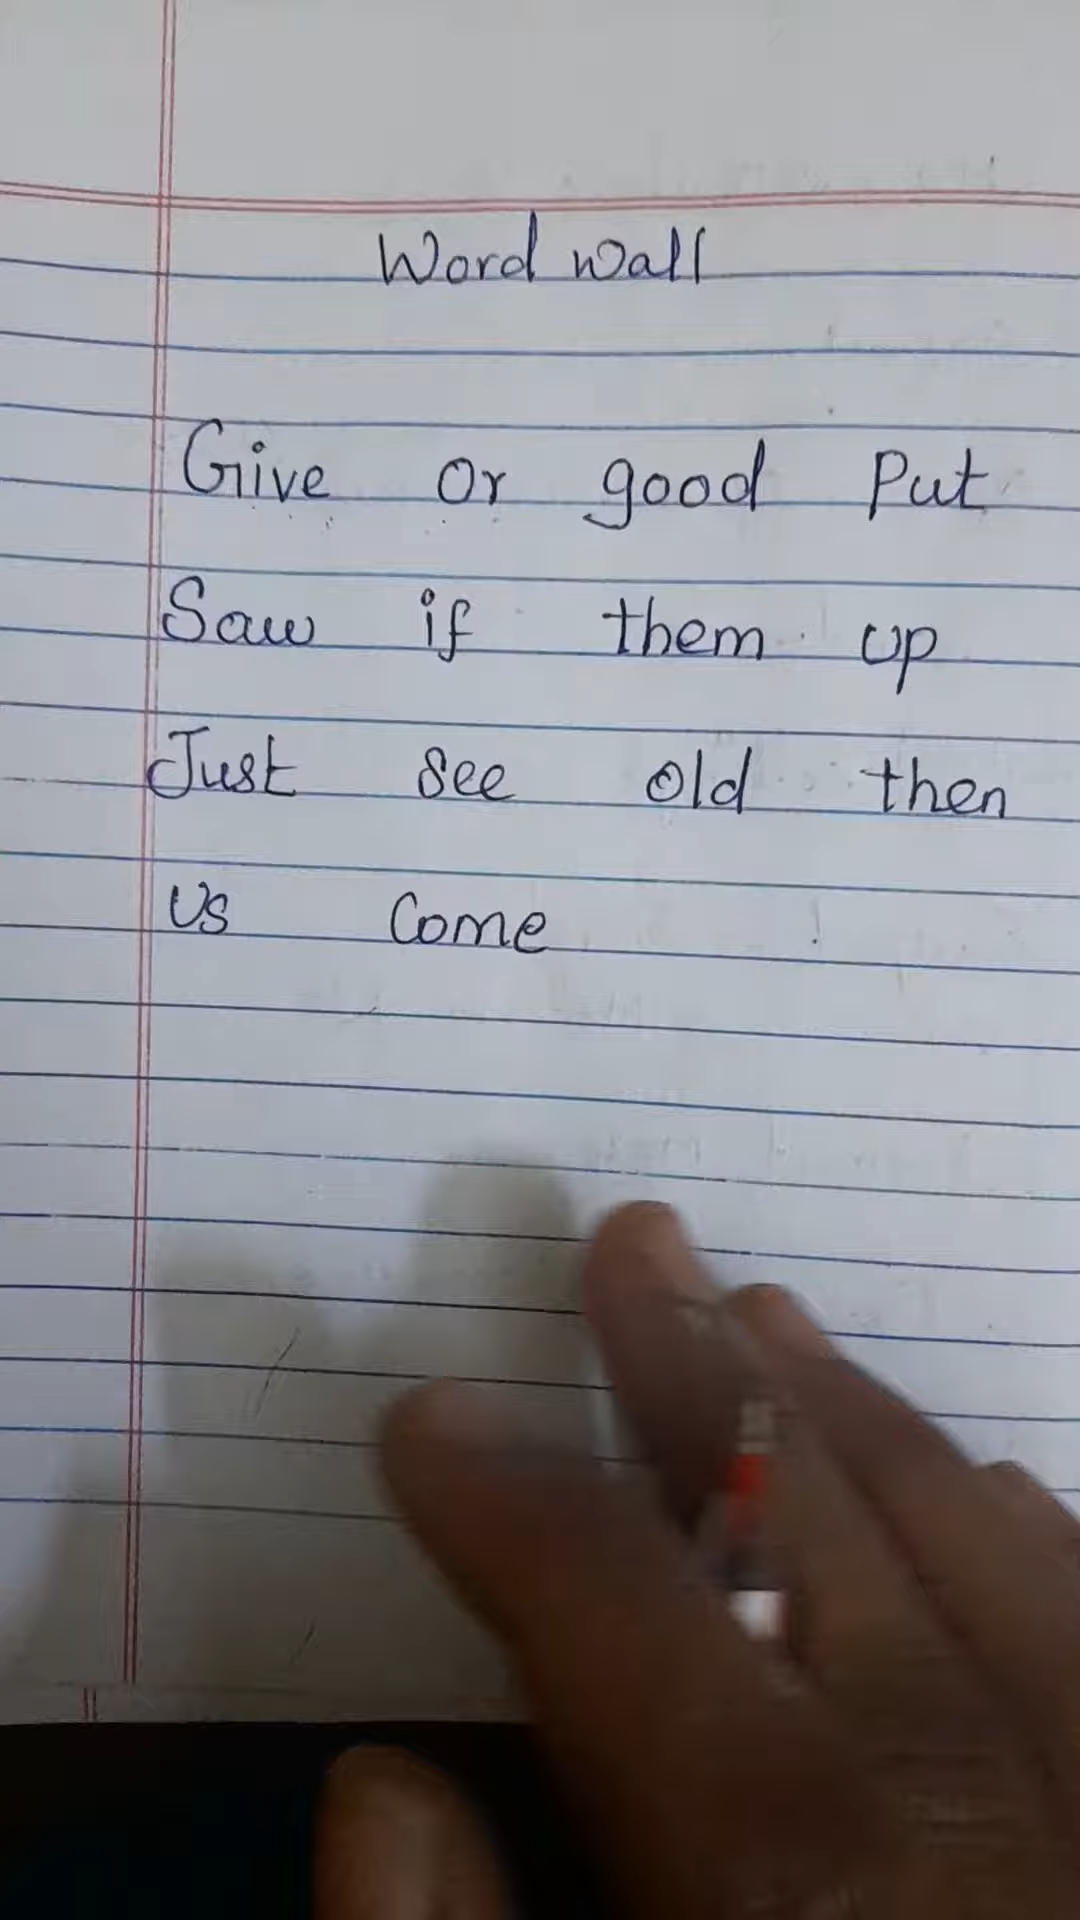 Word wall
Give or good Put
Saw if them up
Just see old then
Us Come